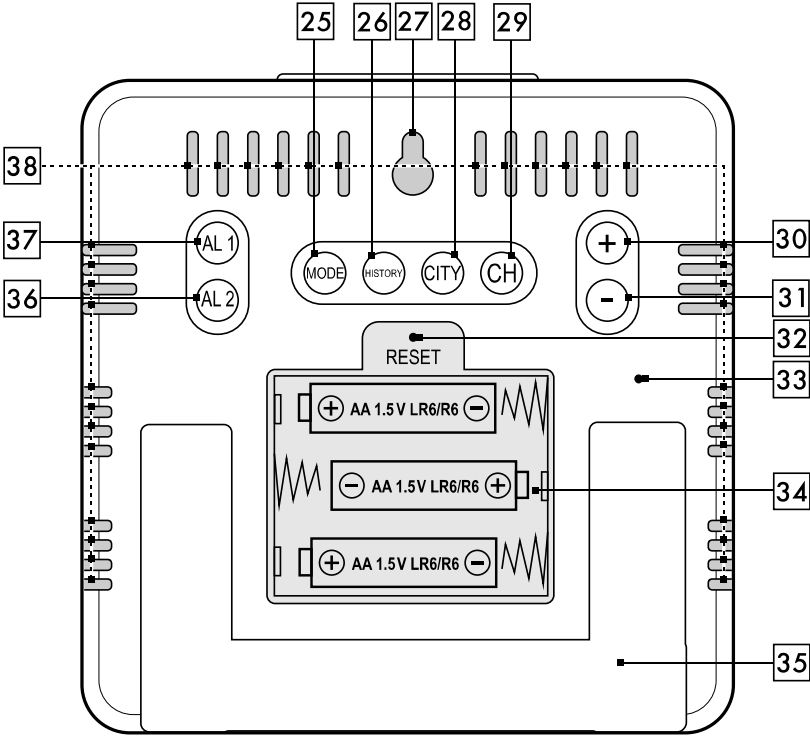 25 26 27 28 29
38
37 AL 1 + 30
MODE HISTORY CITY CH
36 AL 2 - 31
32
RESET
33
+ AA 1.5V LR6/R6 -
- AA 1.5V LR6/R6 + 34
+ AA 1.5V LR6/R6 -
35